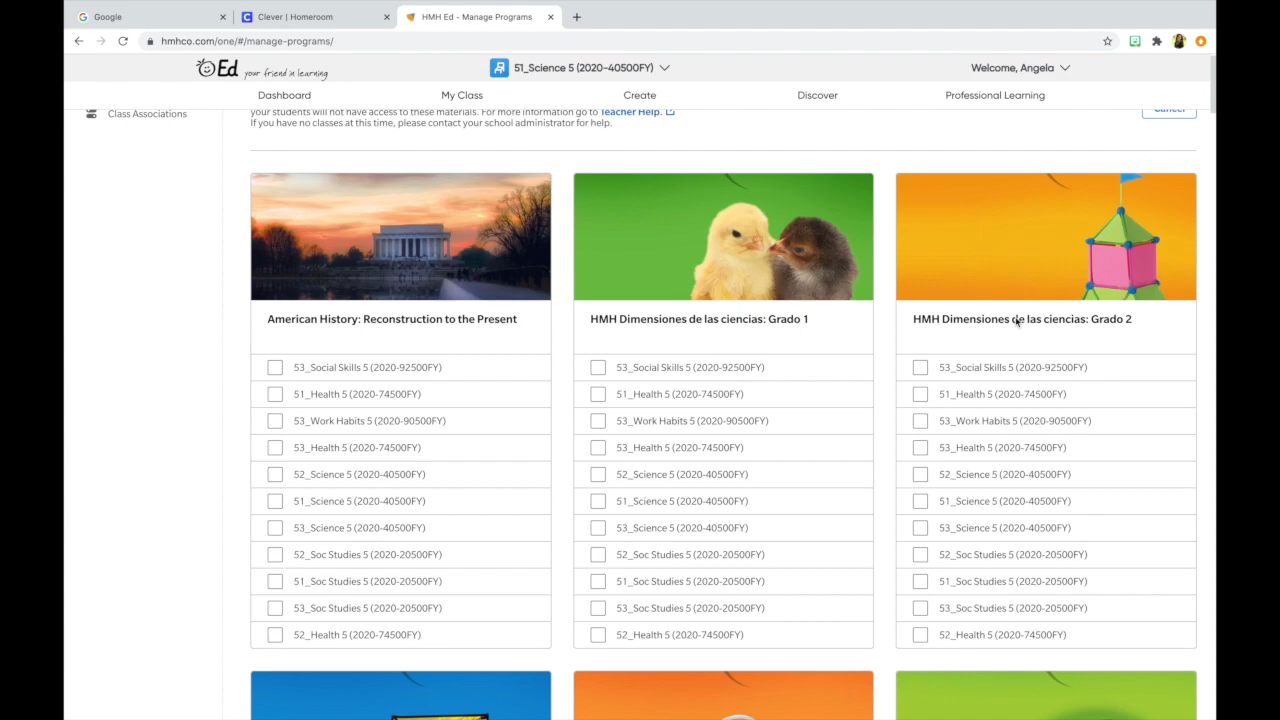 Google
Clever | Homeroom
HMH Ed - Manage Programs
hmhco.com/one/#/manage-programs/
Ed your friend in learning
51_Science 5 (2020-40500FY)
Welcome, Angela
Dashboard
My Class
Create
Discover
Professional Learning
Class Associations
your students will not have access to these materials. For more information go to Teacher Help.
If you have no classes at this time, please contact your school administrator for help.
Cancel
American History: Reconstruction to the Present
53_Social Skills 5 (2020-92500FY)
51_Health 5 (2020-74500FY)
53_Work Habits 5 (2020-90500FY)
53_Health 5 (2020-74500FY)
52_Science 5 (2020-40500FY)
51_Science 5 (2020-40500FY)
53_Science 5 (2020-40500FY)
52_Soc Studies 5 (2020-20500FY)
51_Soc Studies 5 (2020-20500FY)
53_Soc Studies 5 (2020-20500FY)
52_Health 5 (2020-74500FY)
HMH Dimensiones de las ciencias: Grado 1
53_Social Skills 5 (2020-92500FY)
51_Health 5 (2020-74500FY)
53_Work Habits 5 (2020-90500FY)
53_Health 5 (2020-74500FY)
52_Science 5 (2020-40500FY)
51_Science 5 (2020-40500FY)
53_Science 5 (2020-40500FY)
52_Soc Studies 5 (2020-20500FY)
51_Soc Studies 5 (2020-20500FY)
53_Soc Studies 5 (2020-20500FY)
52_Health 5 (2020-74500FY)
HMH Dimensiones de las ciencias: Grado 2
53_Social Skills 5 (2020-92500FY)
51_Health 5 (2020-74500FY)
53_Work Habits 5 (2020-90500FY)
53_Health 5 (2020-74500FY)
52_Science 5 (2020-40500FY)
51_Science 5 (2020-40500FY)
53_Science 5 (2020-40500FY)
52_Soc Studies 5 (2020-20500FY)
51_Soc Studies 5 (2020-20500FY)
53_Soc Studies 5 (2020-20500FY)
52_Health 5 (2020-74500FY)